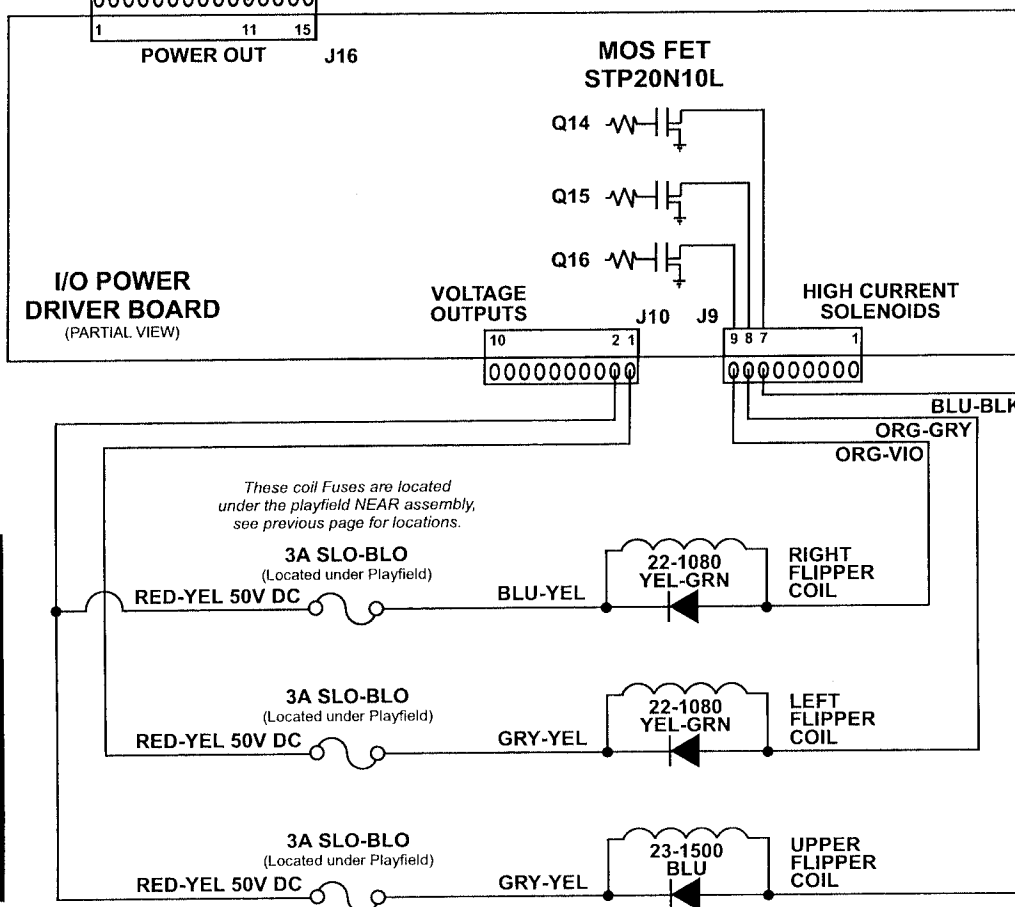 1 11 15
POWER OUT J16
MOS FET
STP20N10L
Q14
Q15
Q16
I/O POWER
DRIVER BOARD
(PARTIAL VIEW)
VOLTAGE
OUTPUTS
J10
J9
HIGH CURRENT
SOLENOIDS
10 2 1
9 8 7 1
BLU-BLK
ORG-GRY
ORG-VIO
These coil Fuses are located
under the playfield NEAR assembly,
see previous page for locations.
3A SLO-BLO
(Located under Playfield)
RED-YEL 50V DC
BLU-YEL
22-1080
YEL-GRN
RIGHT
FLIPPER
COIL
3A SLO-BLO
(Located under Playfield)
RED-YEL 50V DC
GRY-YEL
22-1080
YEL-GRN
LEFT
FLIPPER
COIL
3A SLO-BLO
(Located under Playfield)
RED-YEL 50V DC
GRY-YEL
23-1500
BLU
UPPER
FLIPPER
COIL